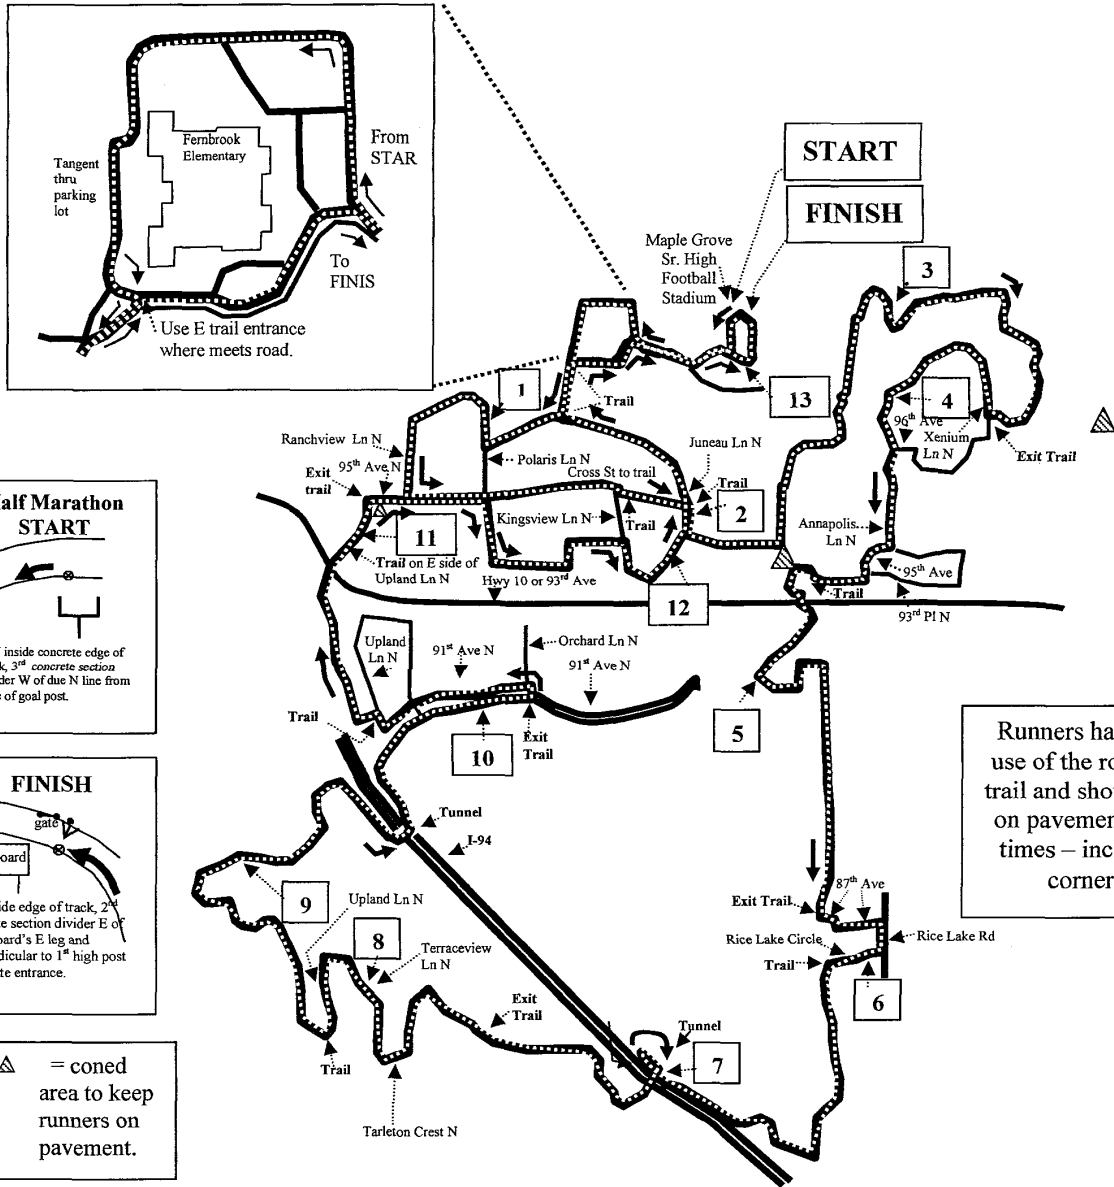 Fernbrook
Elementary
Tangent
thru
parking
lot
From
STAR
To
FINIS
Use E trail entrance
where meets road.
START
FINISH
Maple Grove
Sr. High
Football
Stadium
3
1
13
4
Trail
96th Ave
Xenium
Ln N
Exit Trail
Ranchview Ln N
95th Ave N
Exit
trail
Polaris Ln N
Cross St to trail
Juneau Ln N
Trail
2
Kingsview Ln N
Trail
Annapolis
Ln N
11
Trail on E side of
Upland Ln N
Hwy 10 or 93rd Ave
12
Trail
95th Ave
93rd Pl N
alf Marathon
START
inside concrete edge of
k, 3rd concrete section
der W of due N line from
of goal post.
Upland
Ln N
91st Ave N
Orchard Ln N
91st Ave N
Trail
10
Exit
Trail
5
Runners ha
use of the ro
trail and shou
on pavemen
times – inc
corner
FINISH
gate
oard
ide edge of track, 2nd
te section divider E of
oard's E leg and
dicular to 1st high post
te entrance.
Tunnel
I-94
9
Upland Ln N
8
Terraceview
Ln N
Exit
Trail
Trail
Tarleton Crest N
Tunnel
7
Exit Trail
87th Ave
Rice Lake Circle
Rice Lake Rd
Trail
6
= coned
area to keep
runners on
pavement.